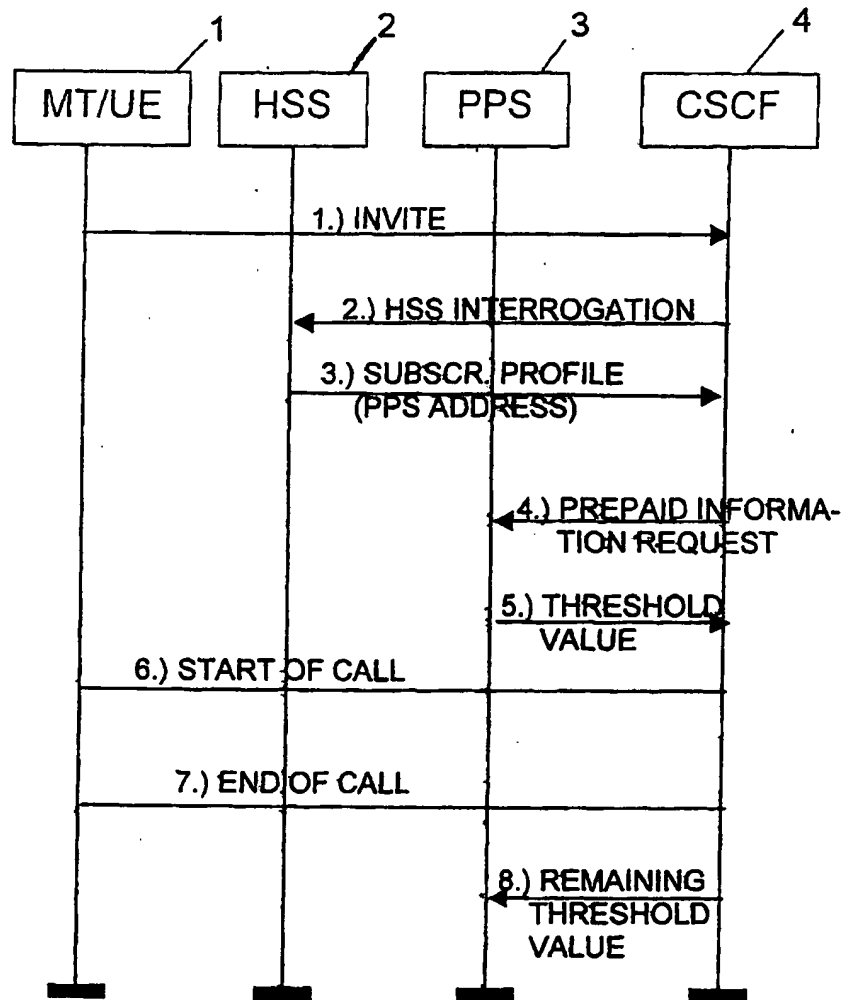 1 2 3 4
MT/UE HSS PPS CSCF
1.) INVITE
2.) HSS INTERROGATION
3.) SUBSCR. PROFILE
(PPS ADDRESS)
4.) PREPAID INFORMA-
TION REQUEST
5.) THRESHOLD
VALUE
6.) START OF CALL
7.) END OF CALL
8.) REMAINING
THRESHOLD
VALUE